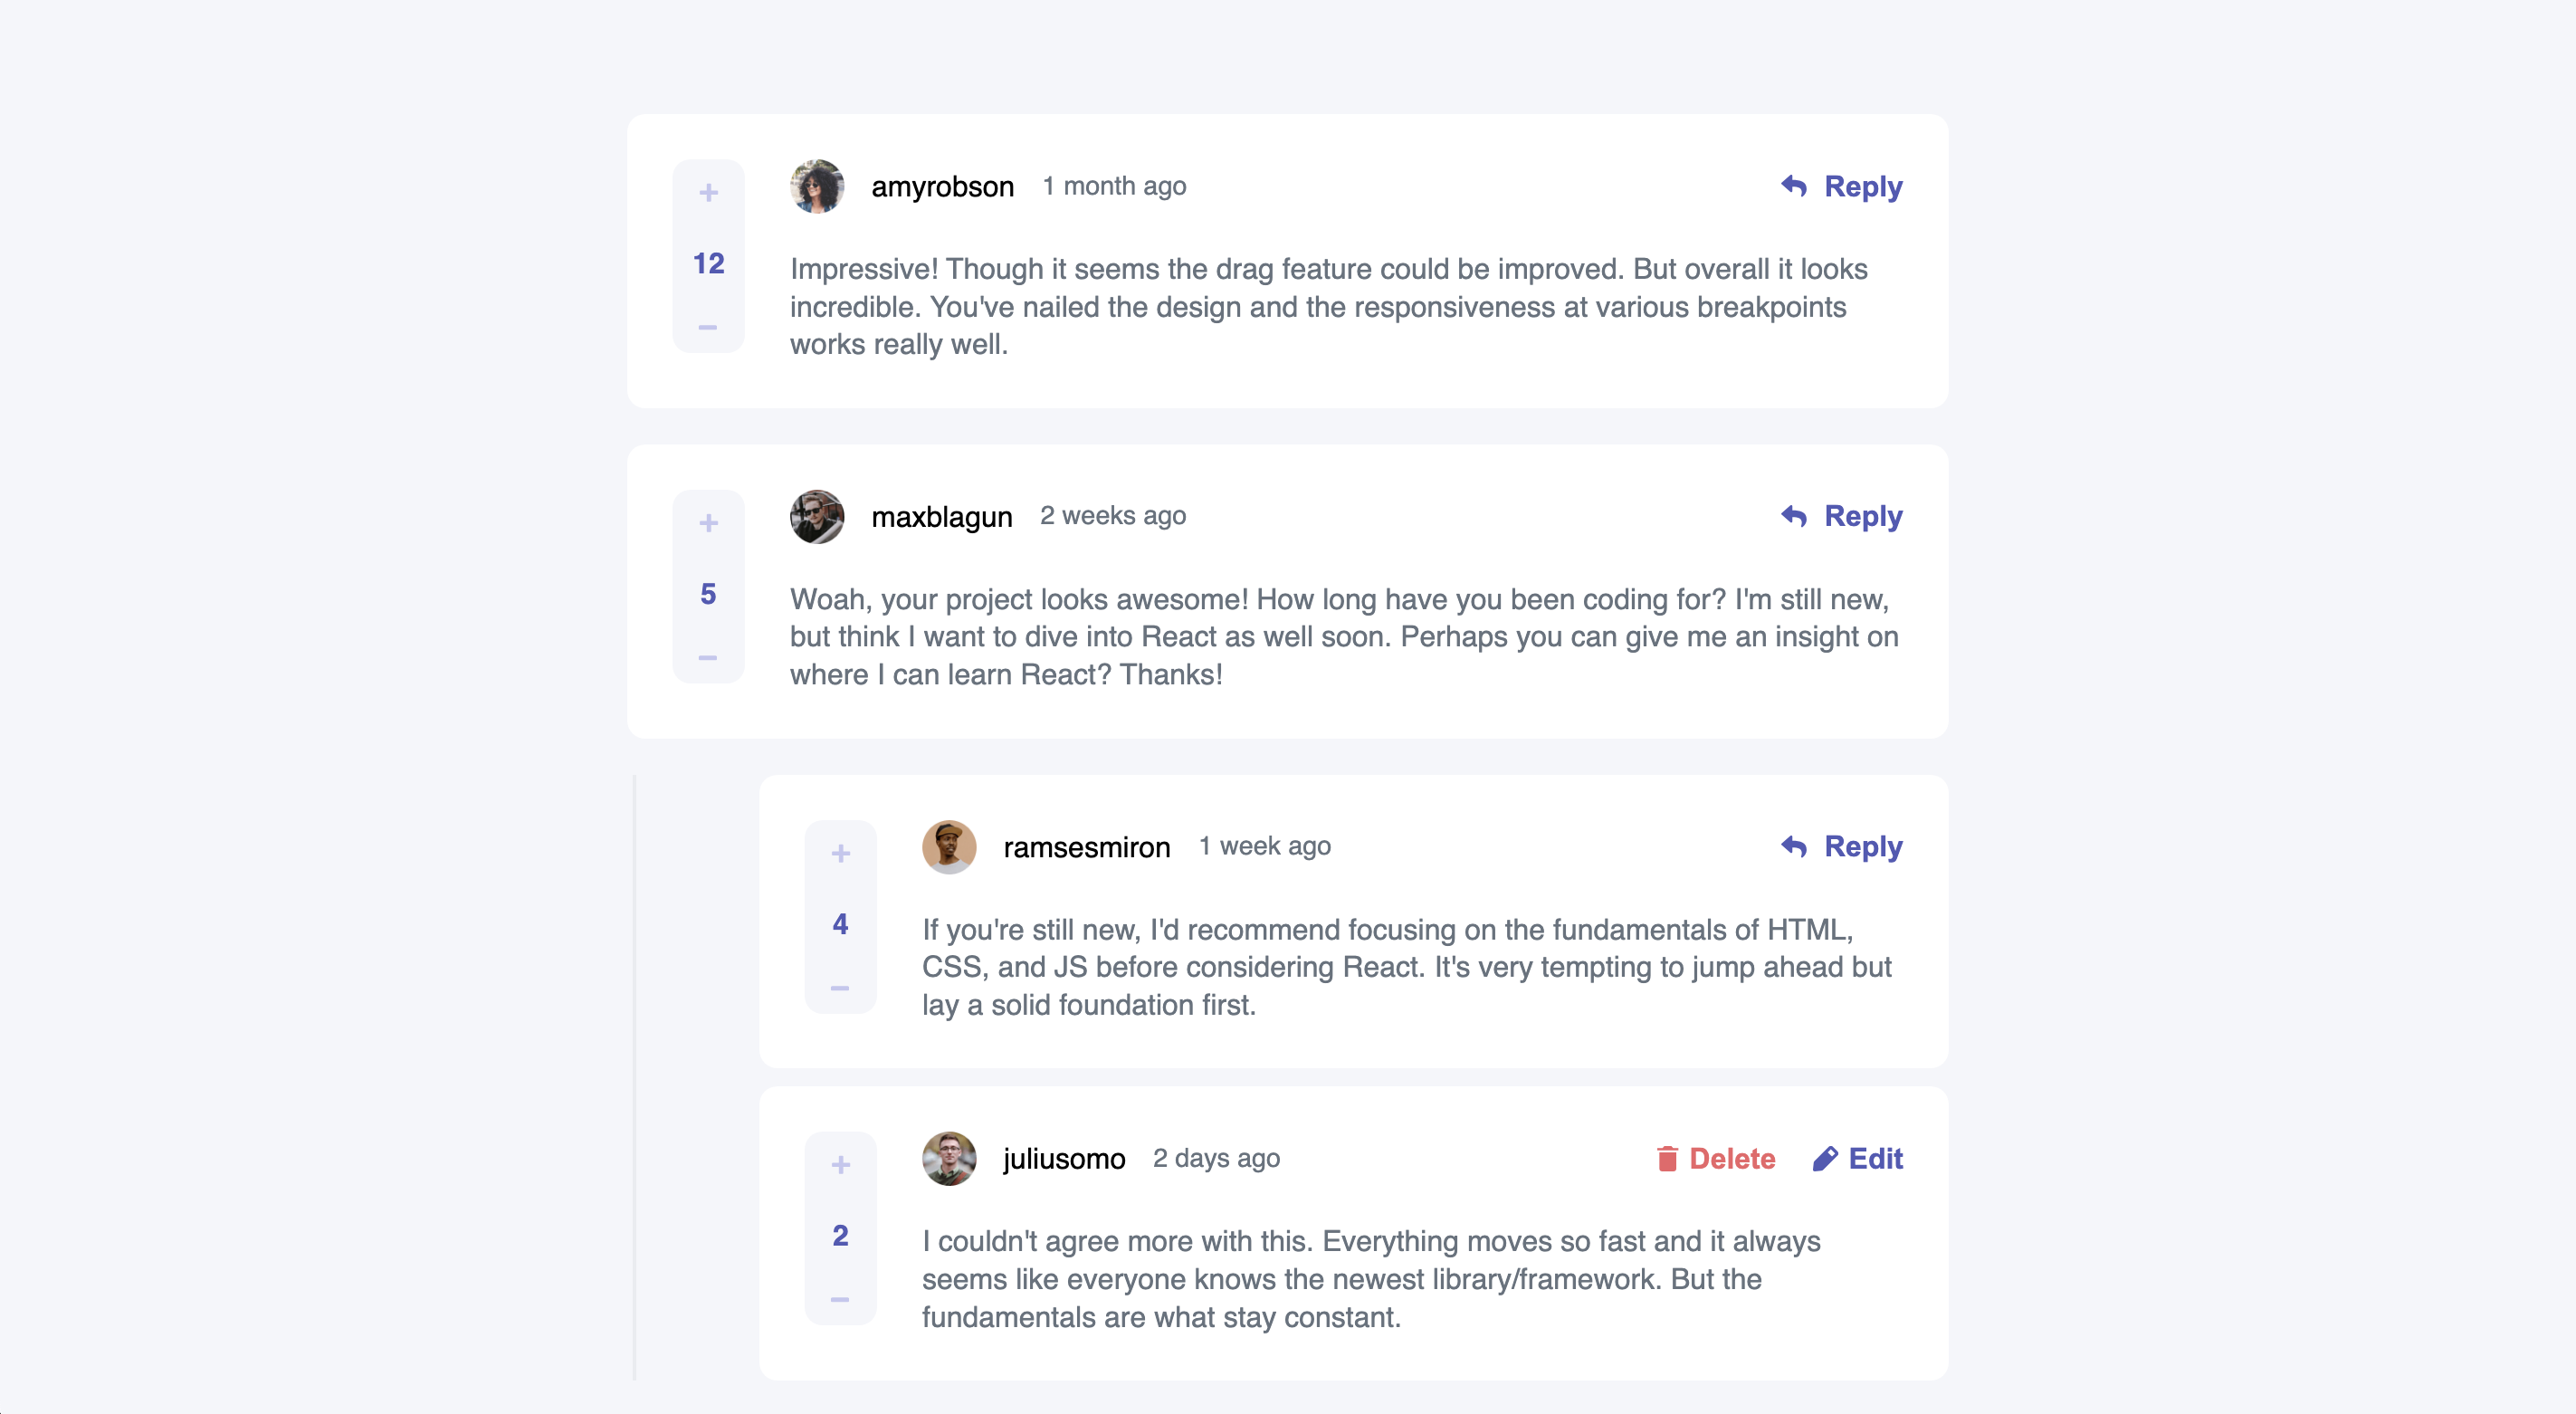 +
12
−
amyrobson 1 month ago Reply
Impressive! Though it seems the drag feature could be improved. But overall it looks
incredible. You've nailed the design and the responsiveness at various breakpoints
works really well.
+
5
−
maxblagun 2 weeks ago Reply
Woah, your project looks awesome! How long have you been coding for? I'm still new,
but think I want to dive into React as well soon. Perhaps you can give me an insight on
where I can learn React? Thanks!
+
4
−
ramsesmiron 1 week ago Reply
If you're still new, I'd recommend focusing on the fundamentals of HTML,
CSS, and JS before considering React. It's very tempting to jump ahead but
lay a solid foundation first.
+
2
−
juliusomo 2 days ago Delete Edit
I couldn't agree more with this. Everything moves so fast and it always
seems like everyone knows the newest library/framework. But the
fundamentals are what stay constant.